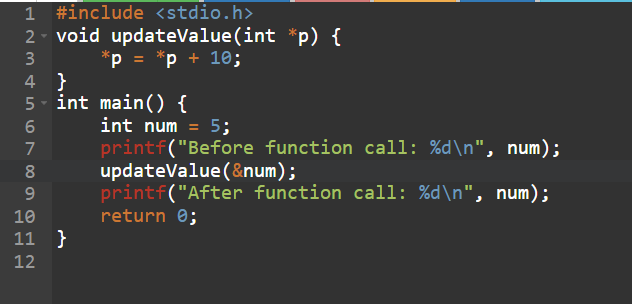 1 #include <stdio.h>
2 void updateValue(int *p) {
3     *p = *p + 10;
4 }
5 int main() {
6     int num = 5;
7     printf("Before function call: %d\n", num);
8     updateValue(&num);
9     printf("After function call: %d\n", num);
10     return 0;
11 }
12